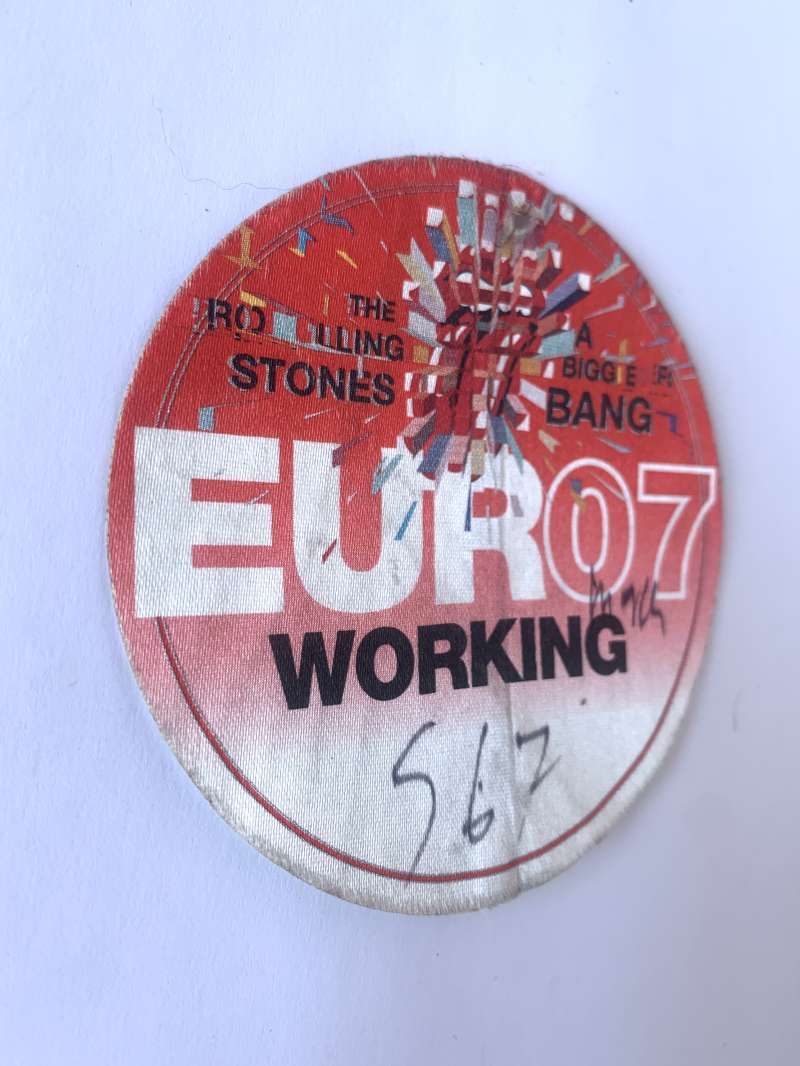 THE
ROLLING
STONES
A
BIGGER
BANG
EURO7
WORKING
567